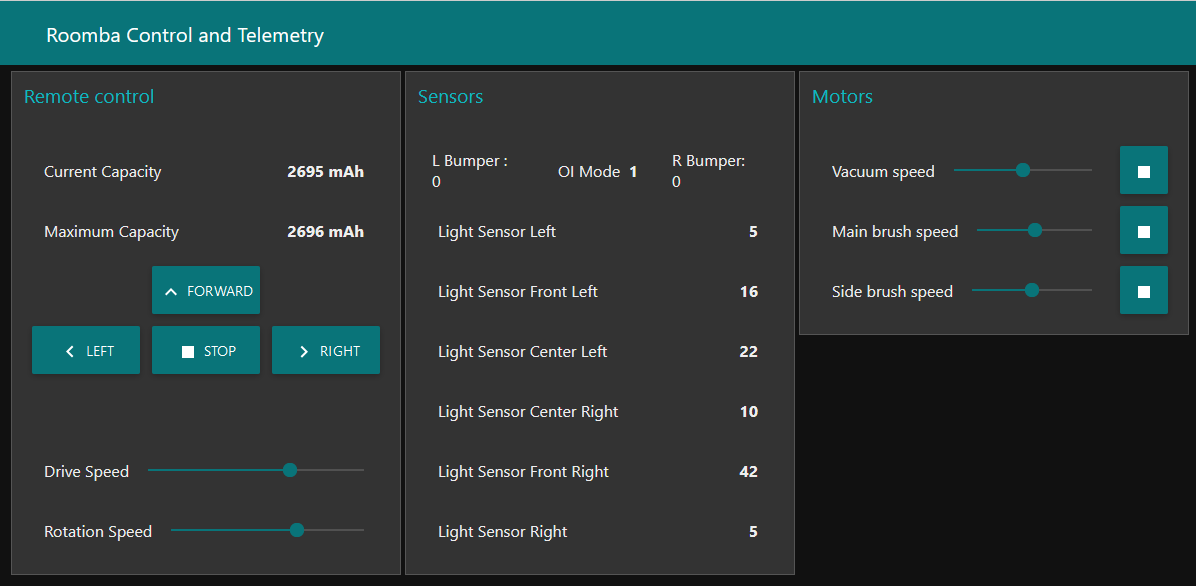 Roomba Control and Telemetry
Remote control
Current Capacity 2695 mAh
Maximum Capacity 2696 mAh
FORWARD
LEFT STOP RIGHT
Drive Speed
Rotation Speed
Sensors
L Bumper :
0
OI Mode 1
R Bumper:
0
Light Sensor Left 5
Light Sensor Front Left 16
Light Sensor Center Left 22
Light Sensor Center Right 10
Light Sensor Front Right 42
Light Sensor Right 5
Motors
Vacuum speed
Main brush speed
Side brush speed